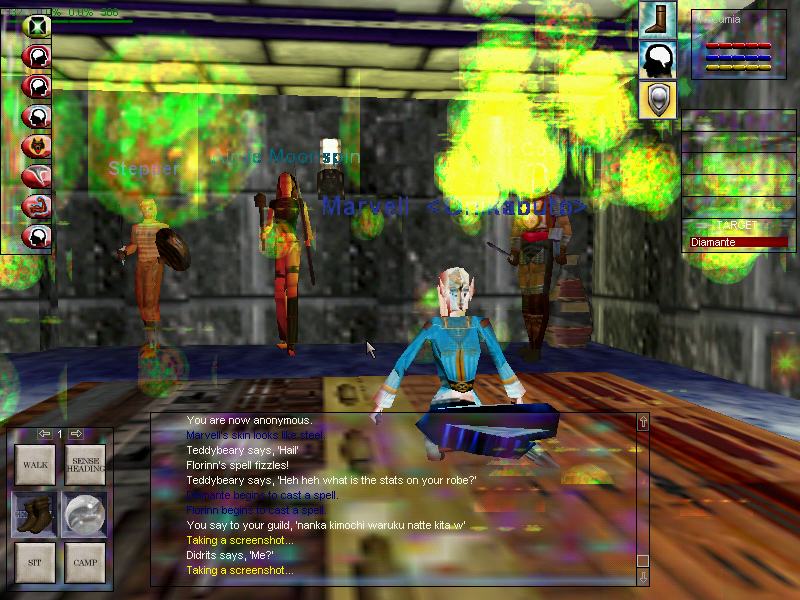 Stepper
Marvell <Onikabuto>
TARGET
Diamante
1
WALK
SENSE HEADING
SIT
CAMP
You are now anonymous.
Marvell's skin looks like steel.
Teddybeary says, 'Hail'
Florinn's spell fizzles!
Teddybeary says, 'Heh heh what is the stats on your robe?'
begins to cast a spell.
Florinn begins to cast a spell.
You say to your guild, 'nanka kimochi waruku natte kita w'
Taking a screenshot...
Didrits says, 'Me?'
Taking a screenshot...